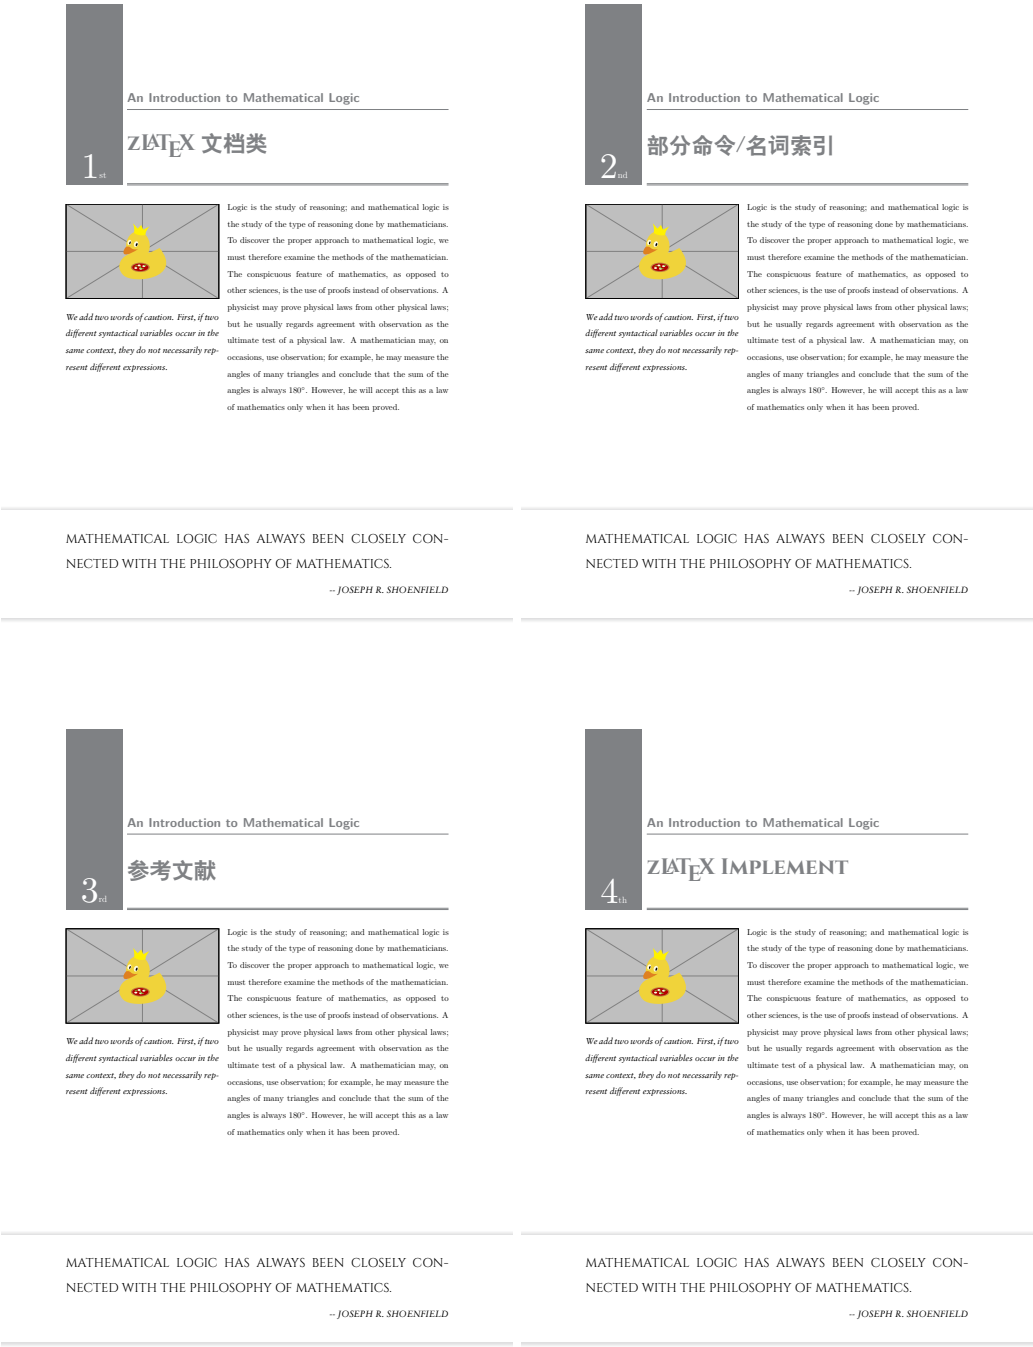 An Introduction to Mathematical Logic
zLATEX 文档类
1st
Logic is the study of reasoning; and mathematical logic is
the study of the type of reasoning done by mathematicians.
To discover the proper approach to mathematical logic, we
must therefore examine the methods of the mathematician.
The conspicuous feature of mathematics, as opposed to
other sciences, is the use of proofs instead of observations. A
physicist may prove physical laws from other physical laws;
but he usually regards agreement with observation as the
ultimate test of a physical law. A mathematician may, on
occasions, use observation; for example, he may measure the
angles of many triangles and conclude that the sum of the
angles is always 180°. However, he will accept this as a law
of mathematics only when it has been proved.
We add two words of caution. First, if two
different syntactical variables occur in the
same context, they do not necessarily rep-
resent different expressions.
MATHEMATICAL LOGIC HAS ALWAYS BEEN CLOSELY CON-
NECTED WITH THE PHILOSOPHY OF MATHEMATICS.
-- JOSEPH R. SHOENFIELD
An Introduction to Mathematical Logic
部分命令/名词索引
2nd
Logic is the study of reasoning; and mathematical logic is
the study of the type of reasoning done by mathematicians.
To discover the proper approach to mathematical logic, we
must therefore examine the methods of the mathematician.
The conspicuous feature of mathematics, as opposed to
other sciences, is the use of proofs instead of observations. A
physicist may prove physical laws from other physical laws;
but he usually regards agreement with observation as the
ultimate test of a physical law. A mathematician may, on
occasions, use observation; for example, he may measure the
angles of many triangles and conclude that the sum of the
angles is always 180°. However, he will accept this as a law
of mathematics only when it has been proved.
We add two words of caution. First, if two
different syntactical variables occur in the
same context, they do not necessarily rep-
resent different expressions.
MATHEMATICAL LOGIC HAS ALWAYS BEEN CLOSELY CON-
NECTED WITH THE PHILOSOPHY OF MATHEMATICS.
-- JOSEPH R. SHOENFIELD
An Introduction to Mathematical Logic
参考文献
3rd
Logic is the study of reasoning; and mathematical logic is
the study of the type of reasoning done by mathematicians.
To discover the proper approach to mathematical logic, we
must therefore examine the methods of the mathematician.
The conspicuous feature of mathematics, as opposed to
other sciences, is the use of proofs instead of observations. A
physicist may prove physical laws from other physical laws;
but he usually regards agreement with observation as the
ultimate test of a physical law. A mathematician may, on
occasions, use observation; for example, he may measure the
angles of many triangles and conclude that the sum of the
angles is always 180°. However, he will accept this as a law
of mathematics only when it has been proved.
We add two words of caution. First, if two
different syntactical variables occur in the
same context, they do not necessarily rep-
resent different expressions.
MATHEMATICAL LOGIC HAS ALWAYS BEEN CLOSELY CON-
NECTED WITH THE PHILOSOPHY OF MATHEMATICS.
-- JOSEPH R. SHOENFIELD
An Introduction to Mathematical Logic
zLATEX IMPLEMENT
4th
Logic is the study of reasoning; and mathematical logic is
the study of the type of reasoning done by mathematicians.
To discover the proper approach to mathematical logic, we
must therefore examine the methods of the mathematician.
The conspicuous feature of mathematics, as opposed to
other sciences, is the use of proofs instead of observations. A
physicist may prove physical laws from other physical laws;
but he usually regards agreement with observation as the
ultimate test of a physical law. A mathematician may, on
occasions, use observation; for example, he may measure the
angles of many triangles and conclude that the sum of the
angles is always 180°. However, he will accept this as a law
of mathematics only when it has been proved.
We add two words of caution. First, if two
different syntactical variables occur in the
same context, they do not necessarily rep-
resent different expressions.
MATHEMATICAL LOGIC HAS ALWAYS BEEN CLOSELY CON-
NECTED WITH THE PHILOSOPHY OF MATHEMATICS.
-- JOSEPH R. SHOENFIELD